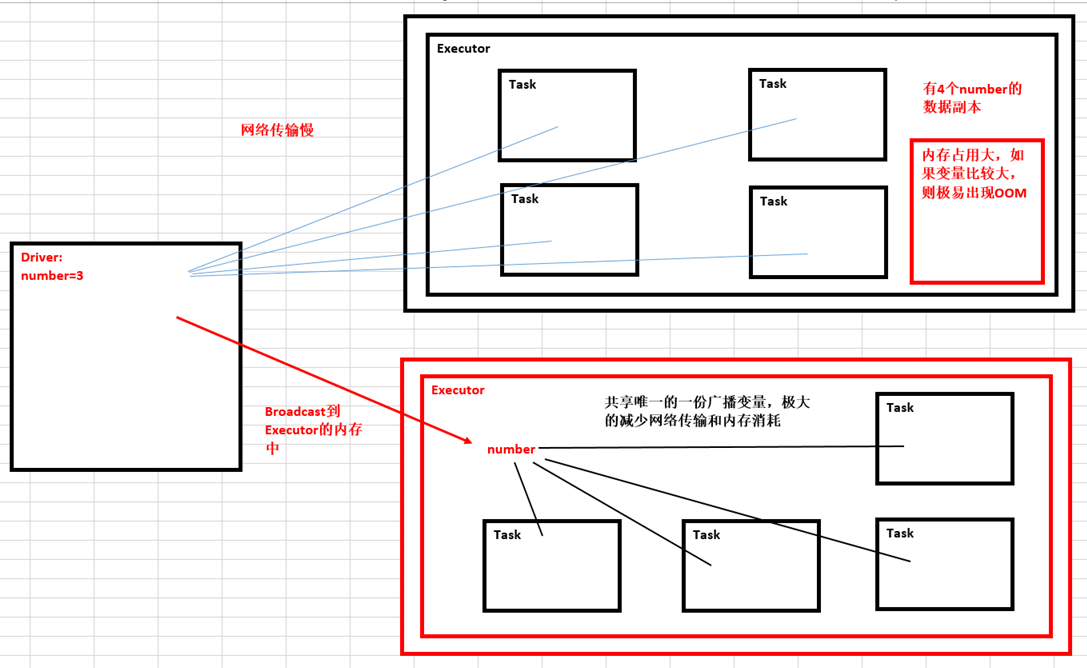 Executor
Task
Task
有4个number的
数据副本
网络传输慢
内存占用大，如
果变量比较大，
则极易出现OOM
Task
Task
Driver:
number=3
Executor
共享唯一的一份广播变量，极大
的减少网络传输和内存消耗
Task
Broadcast到
Executor的内存
中
number
Task
Task
Task